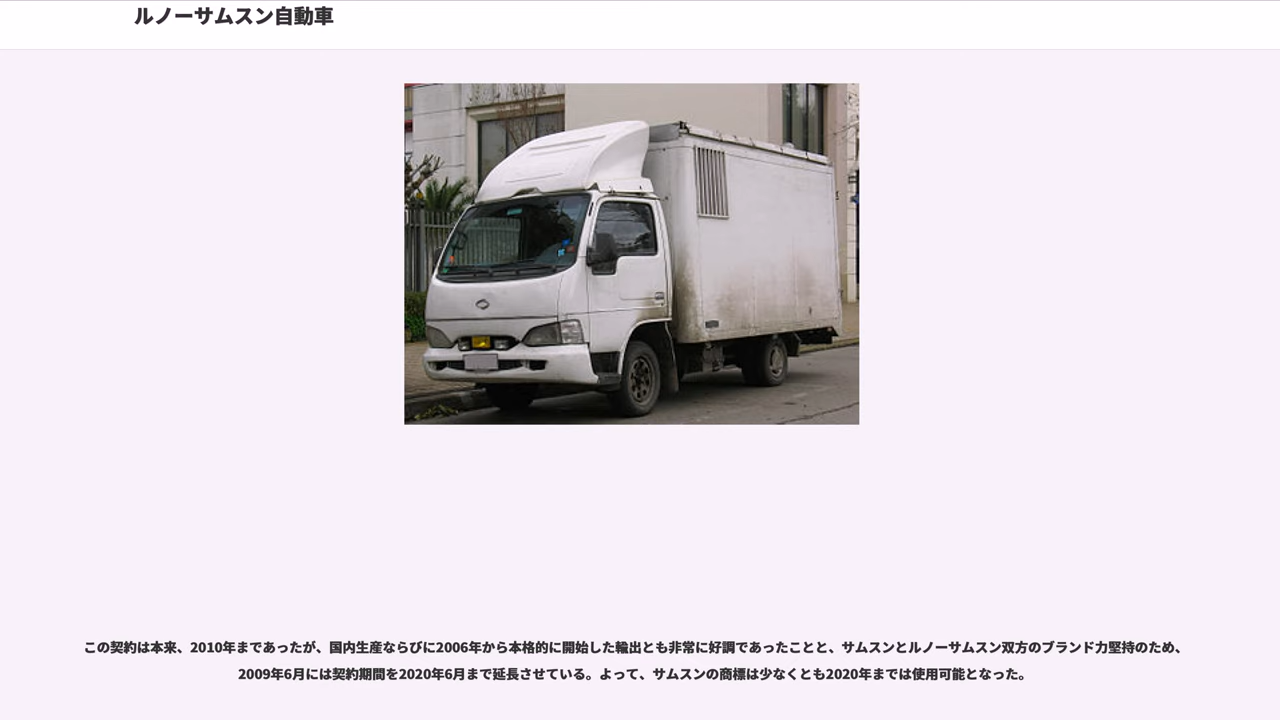 ルノーサムスン自動車
この契約は本来、2010年まであったが、国内生産ならびに2006年から本格的に開始した輸出とも非常に好調であったことと、サムスンとルノーサムスン双方のブランド力堅持のため、
2009年6月には契約期間を2020年6月まで延長させている。よって、サムスンの商標は少なくとも2020年までは使用可能となった。